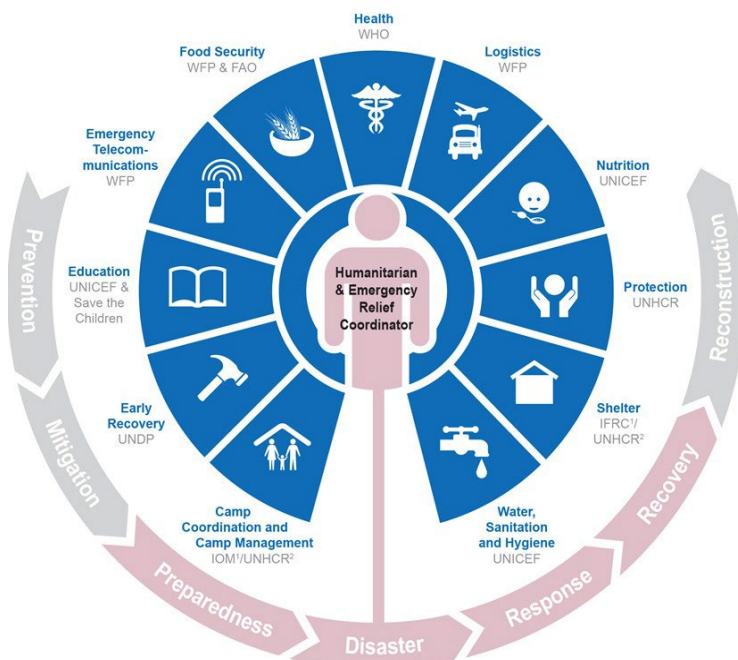 Health
WHO
Food Security
WFP & FAO
Logistics
WFP
Emergency
Telecom-
munications
WFP
Nutrition
UNICEF
Education
UNICEF &
Save the
Children
Humanitarian
& Emergency
Relief
Coordinator
Protection
UNHCR
Early
Recovery
UNDP
Shelter
IFRC¹/
UNHCR²
Camp
Coordination and
Camp Management
IOM¹/UNHCR²
Water,
Sanitation
and Hygiene
UNICEF
Prevention
Mitigation
Preparedness
Disaster
Response
Recovery
Reconstruction